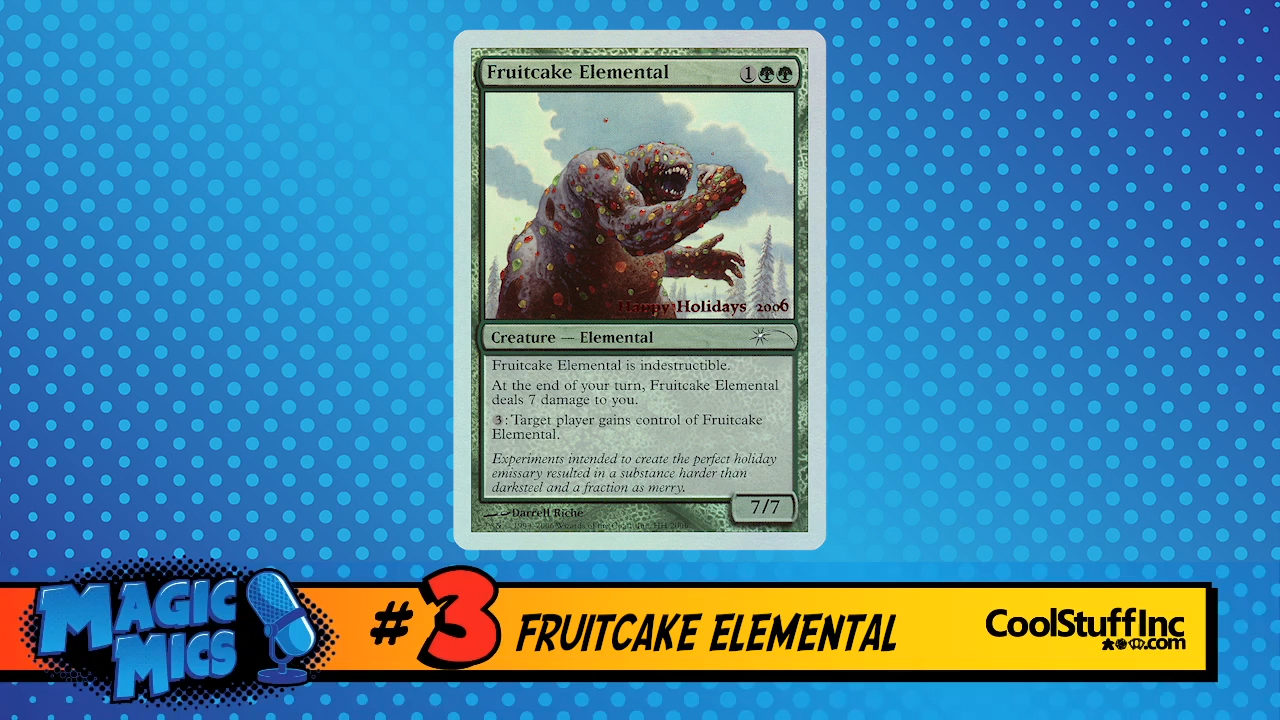 Fruitcake Elemental 1
Happy Holidays 2006
Creature — Elemental
Fruitcake Elemental is indestructible.
At the end of your turn, Fruitcake Elemental
deals 7 damage to you.
3: Target player gains control of Fruitcake
Elemental.
Experiments intended to create the perfect holiday
emissary resulted in a substance harder than
darksteel and a fraction as merry.
7/7
Darrell Riche
MAGIC
MICS
#3 FRUITCAKE ELEMENTAL
CoolStuffInc
.com